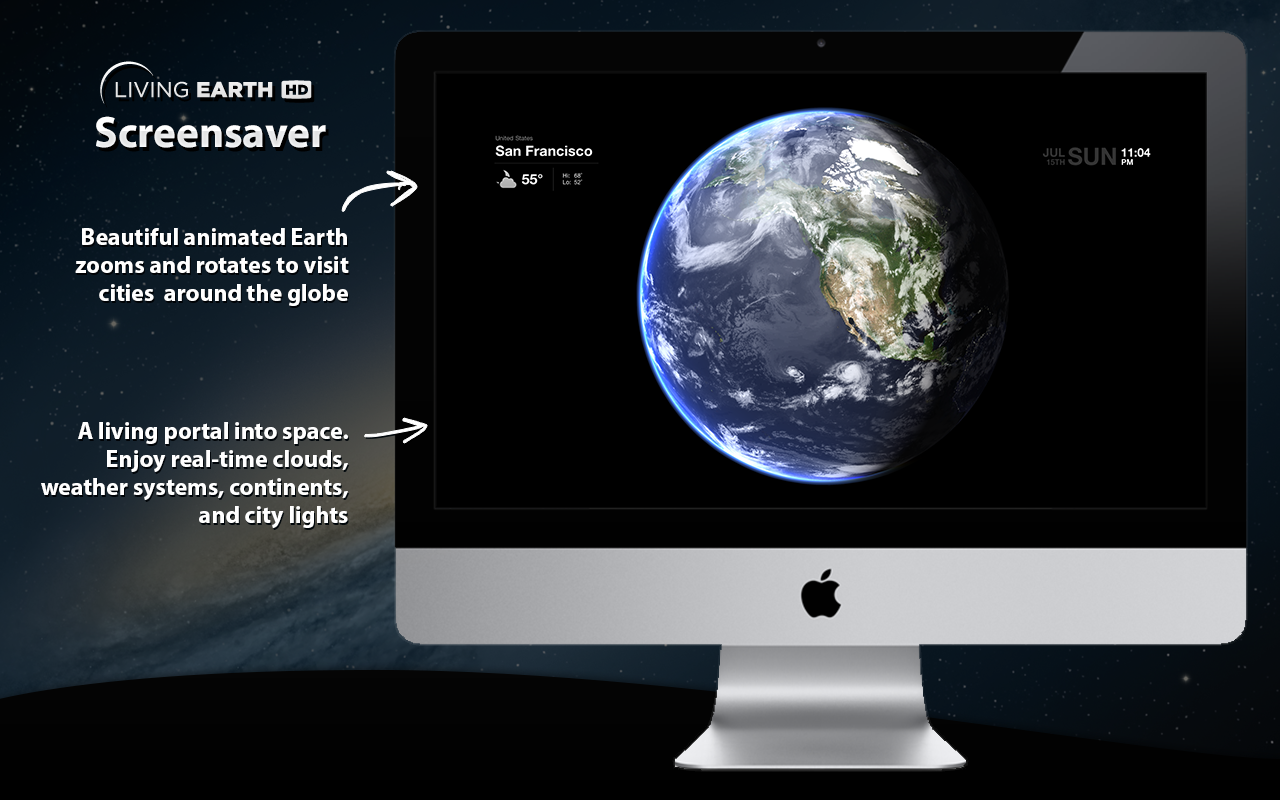 LIVING EARTH HD
Screensaver
Beautiful animated Earth
zooms and rotates to visit
cities around the globe
A living portal into space.
Enjoy real-time clouds,
weather systems, continents,
and city lights
United States
San Francisco
55°
Hi: 68°
Lo: 52°
JUL
15TH
SUN
11:04
PM